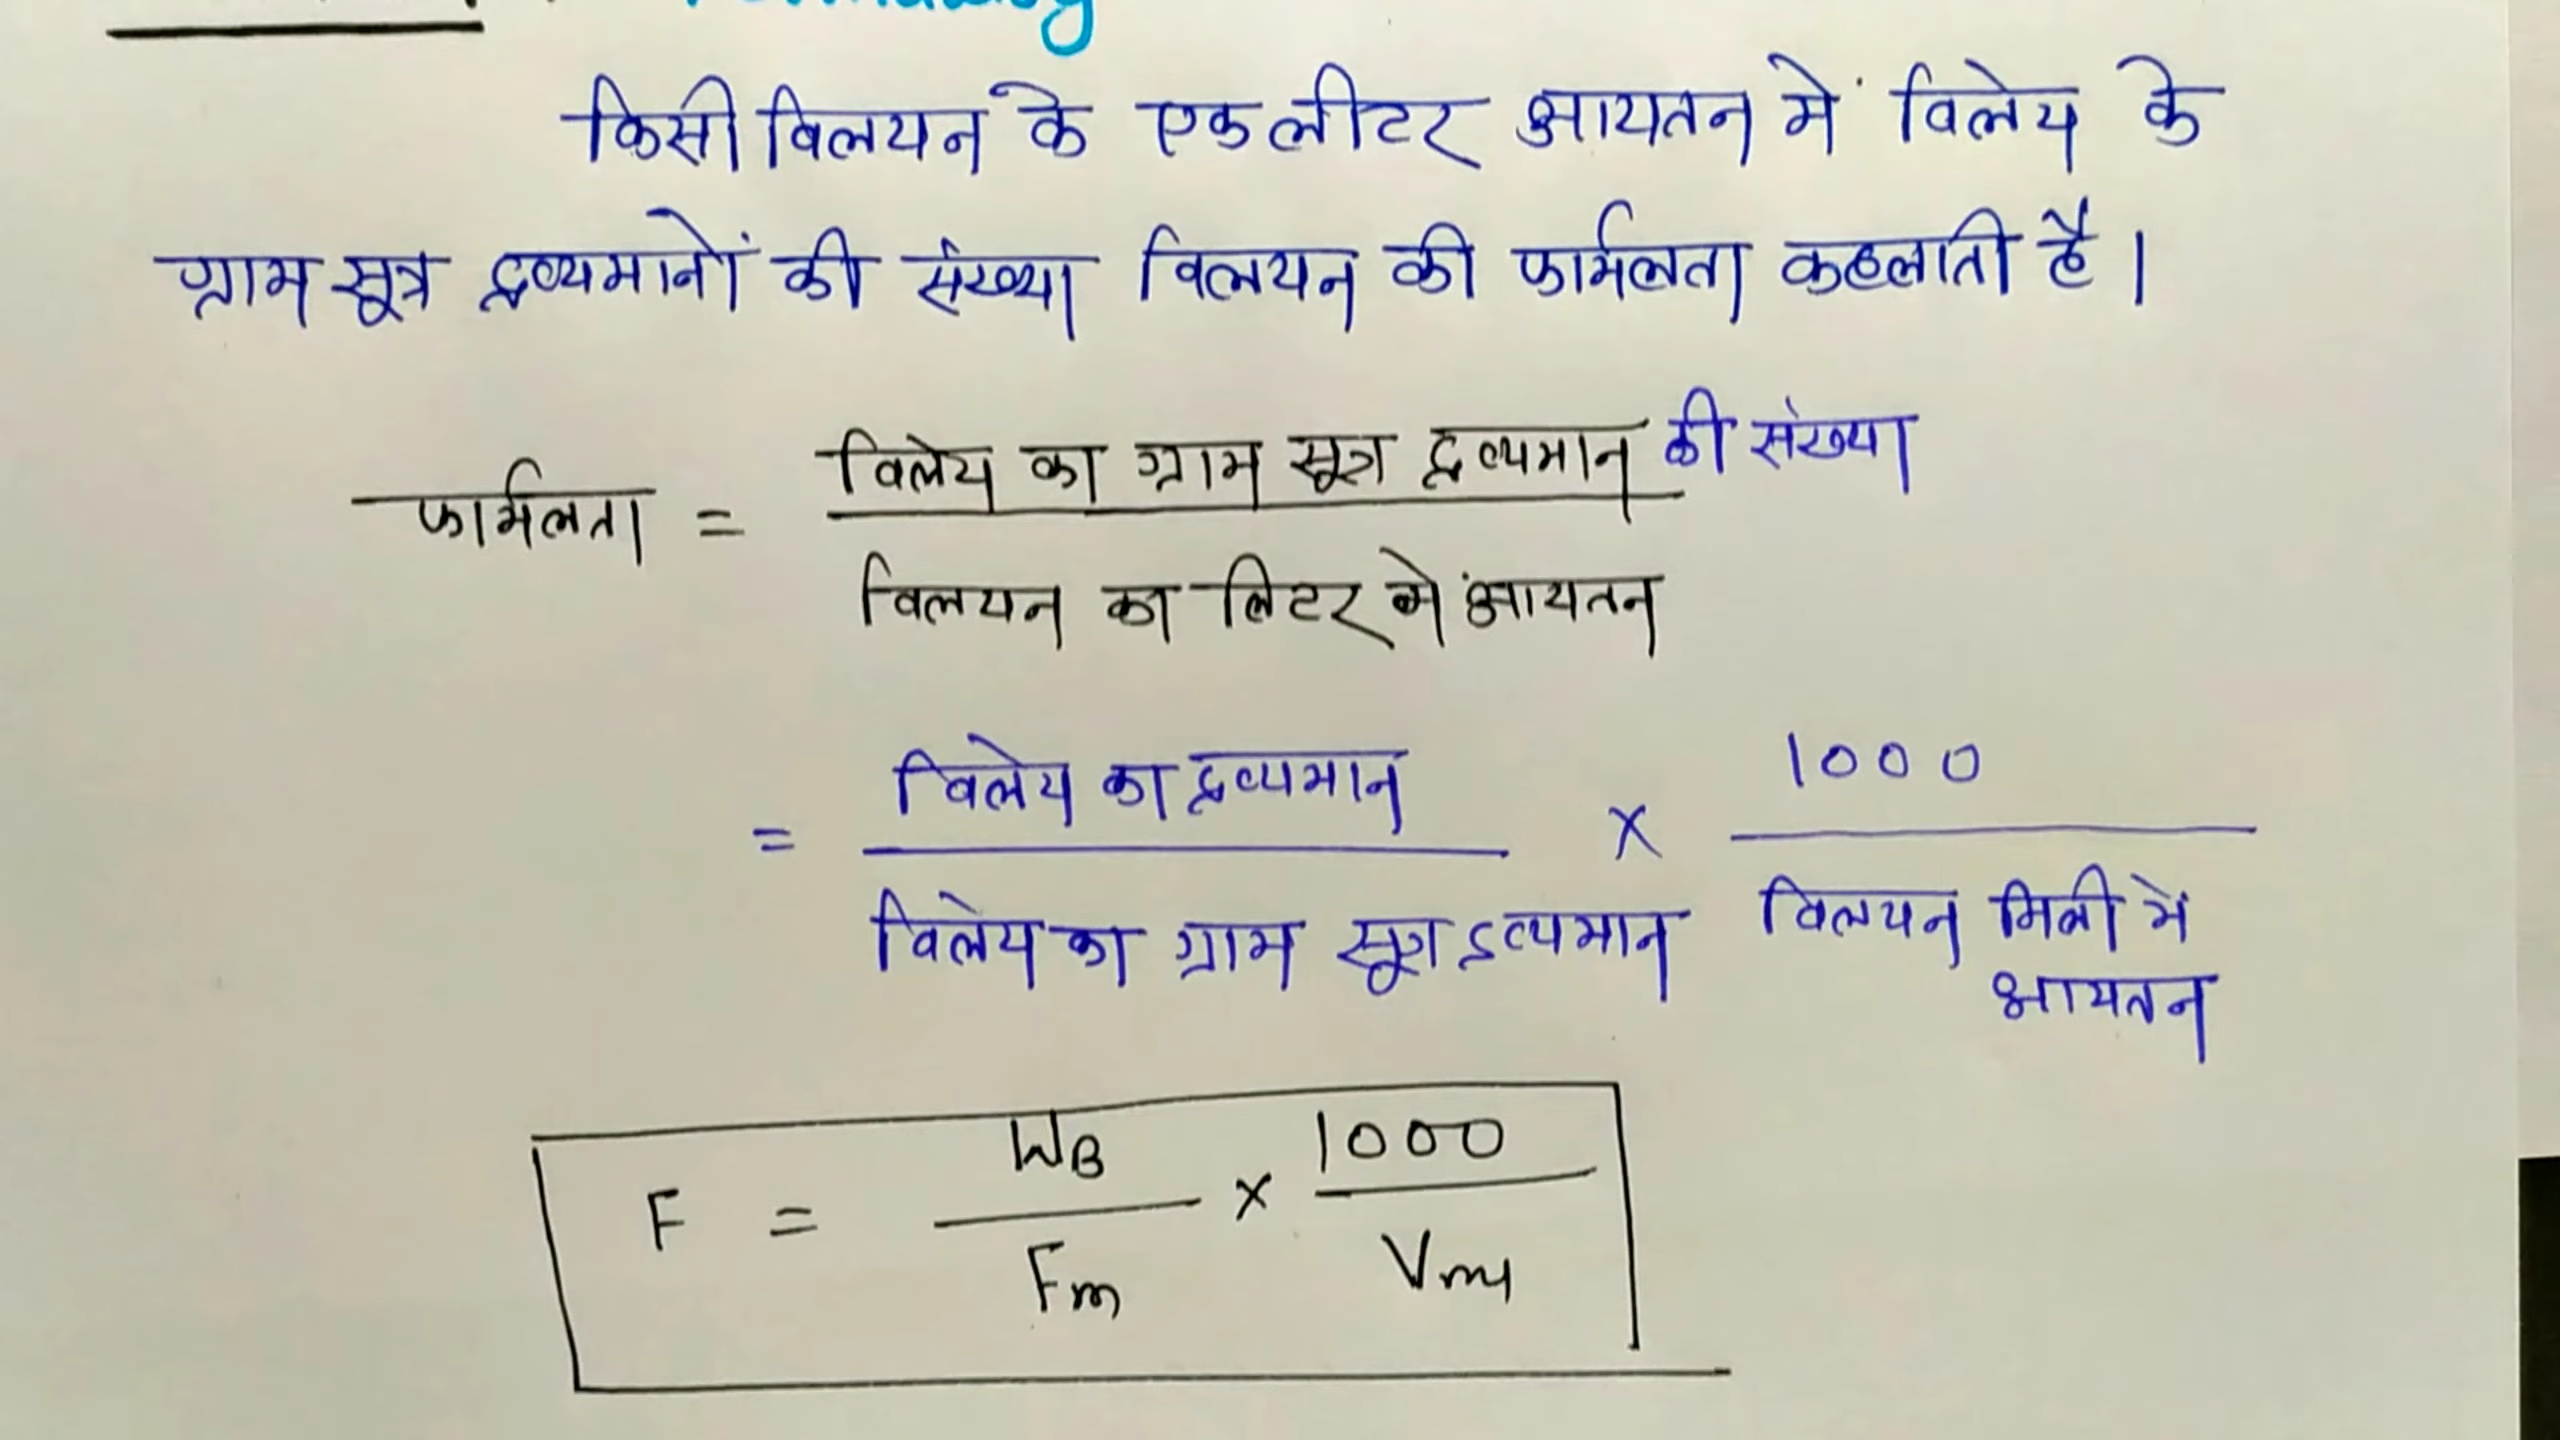 किसी विलयन के एक लीटर आयतन में विलेय के
ग्राम सूत्र द्रव्यमानों की संख्या विलयन की फार्मलता कहलाती है।
फार्मलता = विलेय का ग्राम सूत्र द्रव्यमान की संख्या
विलयन का लिटर मे आयतन
= विलेय का द्रव्यमान × 1000
विलेय का ग्राम सूत्र द्रव्यमान विलयन मिली में
आयतन
F = WB × 1000
Fm Vml